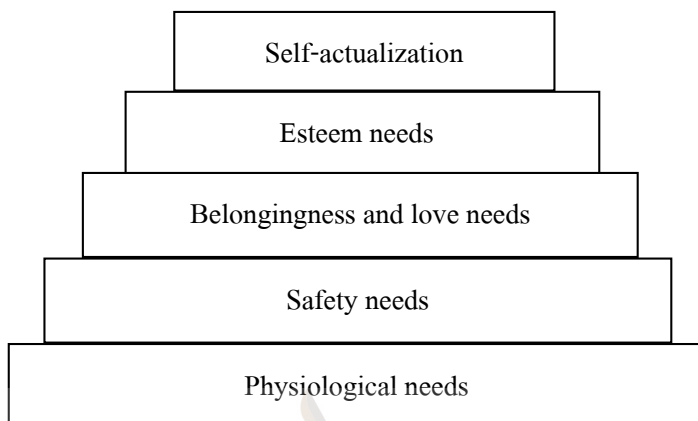 Self-actualization
Esteem needs
Belongingness and love needs
Safety needs
Physiological needs